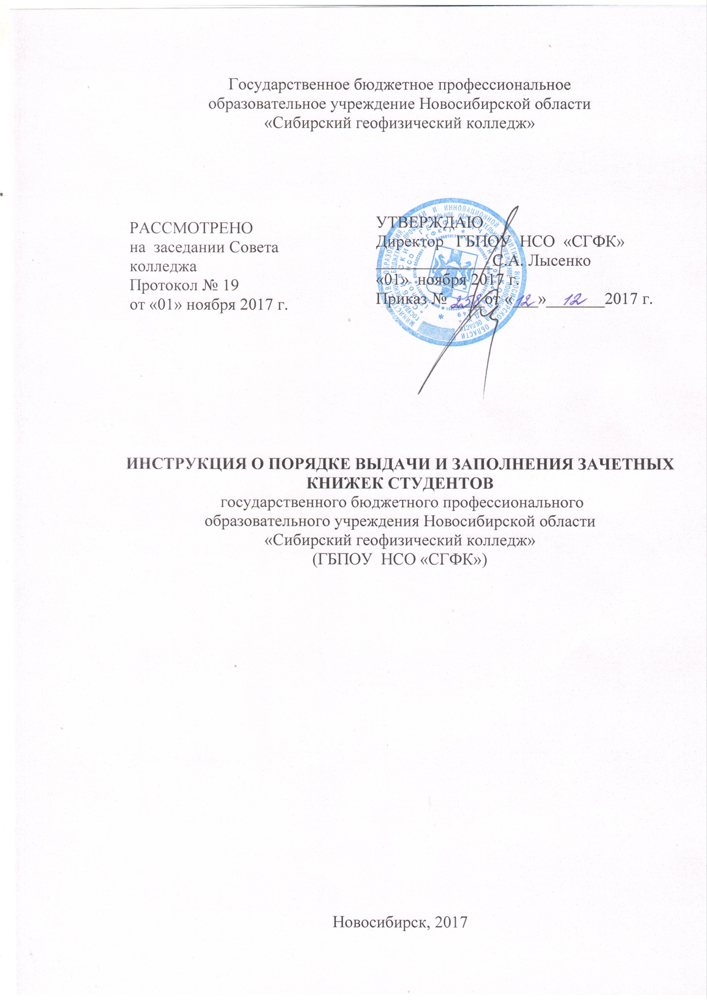 Государственное бюджетное профессиональное
образовательное учреждение Новосибирской области
«Сибирский геофизический колледж»
РАССМОТРЕНО
на заседании Совета
колледжа
Протокол № 19
от «01» ноября 2017 г.
УТВЕРЖДАЮ
Директор ГБПОУ НСО «СГФК»
______________С.А. Лысенко
«01» ноября 2017 г.
Приказ № 258 от «12» 12 2017 г.
ИНСТРУКЦИЯ О ПОРЯДКЕ ВЫДАЧИ И ЗАПОЛНЕНИЯ ЗАЧЕТНЫХ
КНИЖЕК СТУДЕНТОВ
государственного бюджетного профессионального
образовательного учреждения Новосибирской области
«Сибирский геофизический колледж»
(ГБПОУ НСО «СГФК»)
Новосибирск, 2017